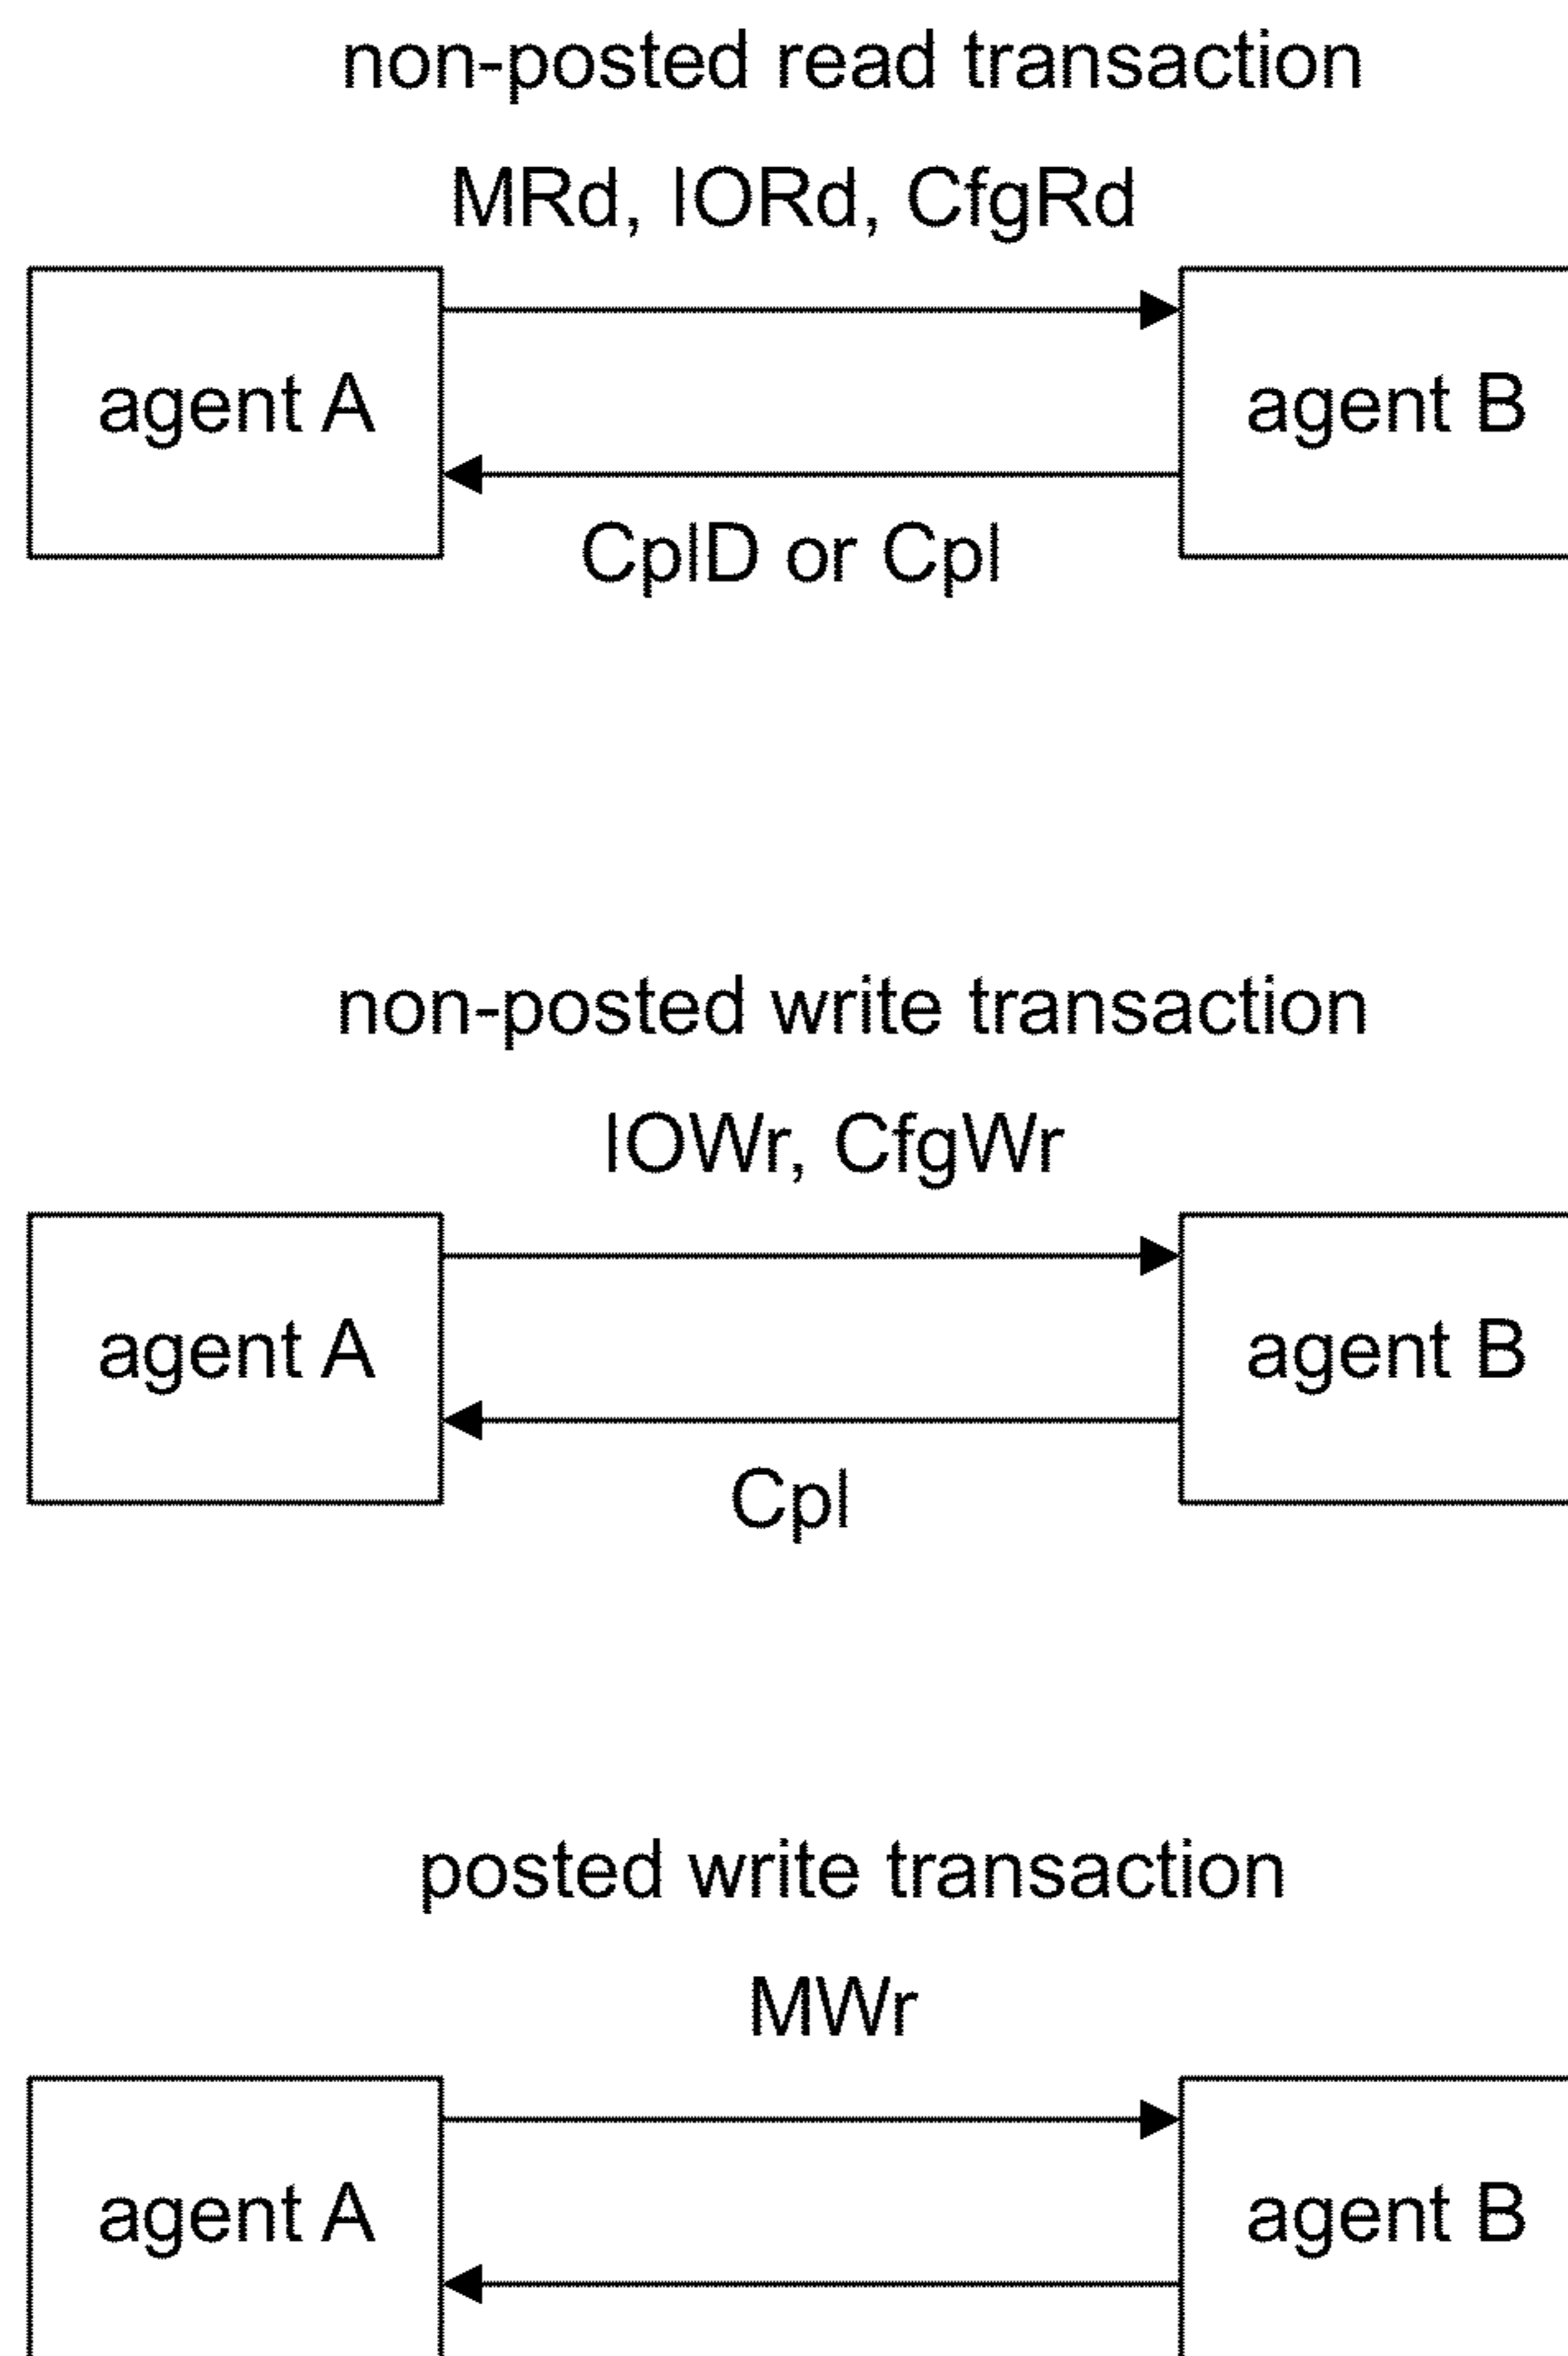 non-posted read transaction
MRd, IORd, CfgRd
agent A
agent B
CplD or Cpl
non-posted write transaction
IOWr, CfgWr
agent A
agent B
Cpl
posted write transaction
MWr
agent A
agent B